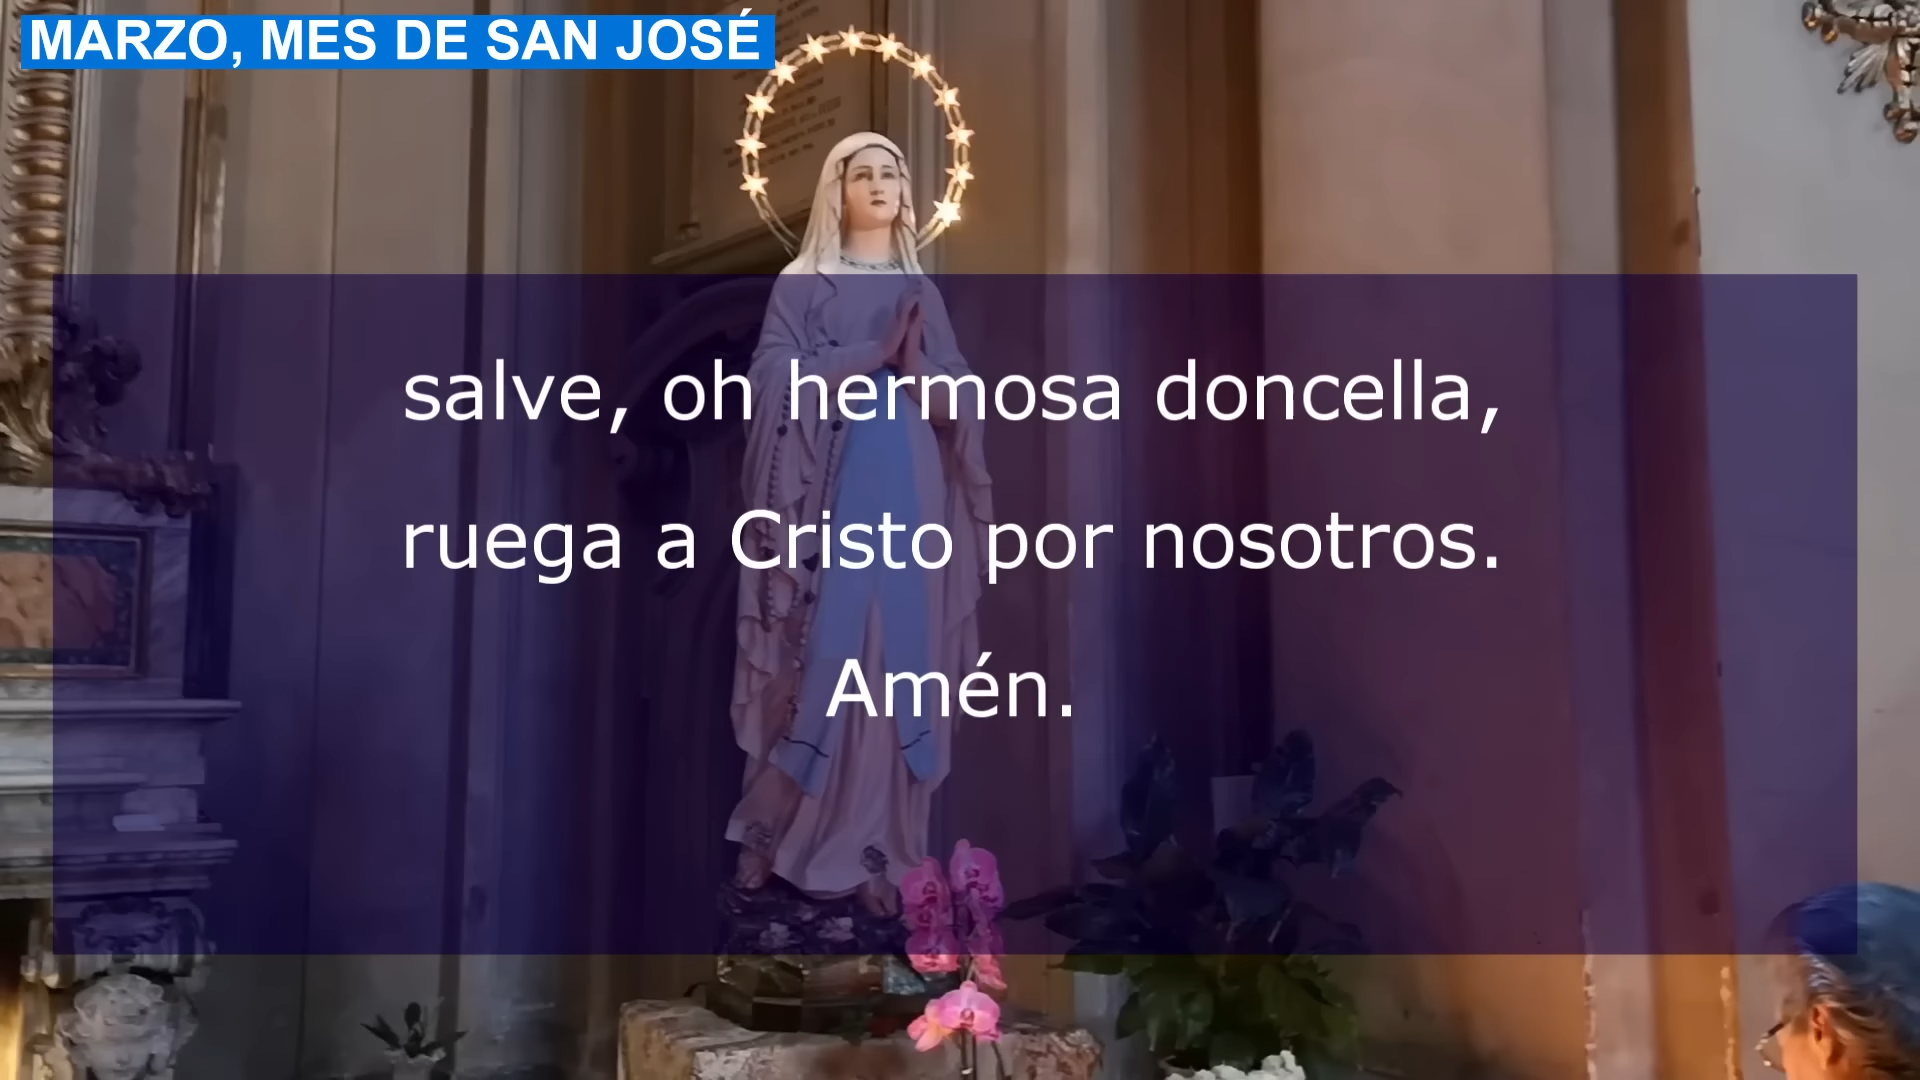 MARZO, MES DE SAN JOSÉ
salve, oh hermosa doncella,
ruega a Cristo por nosotros.
Amén.